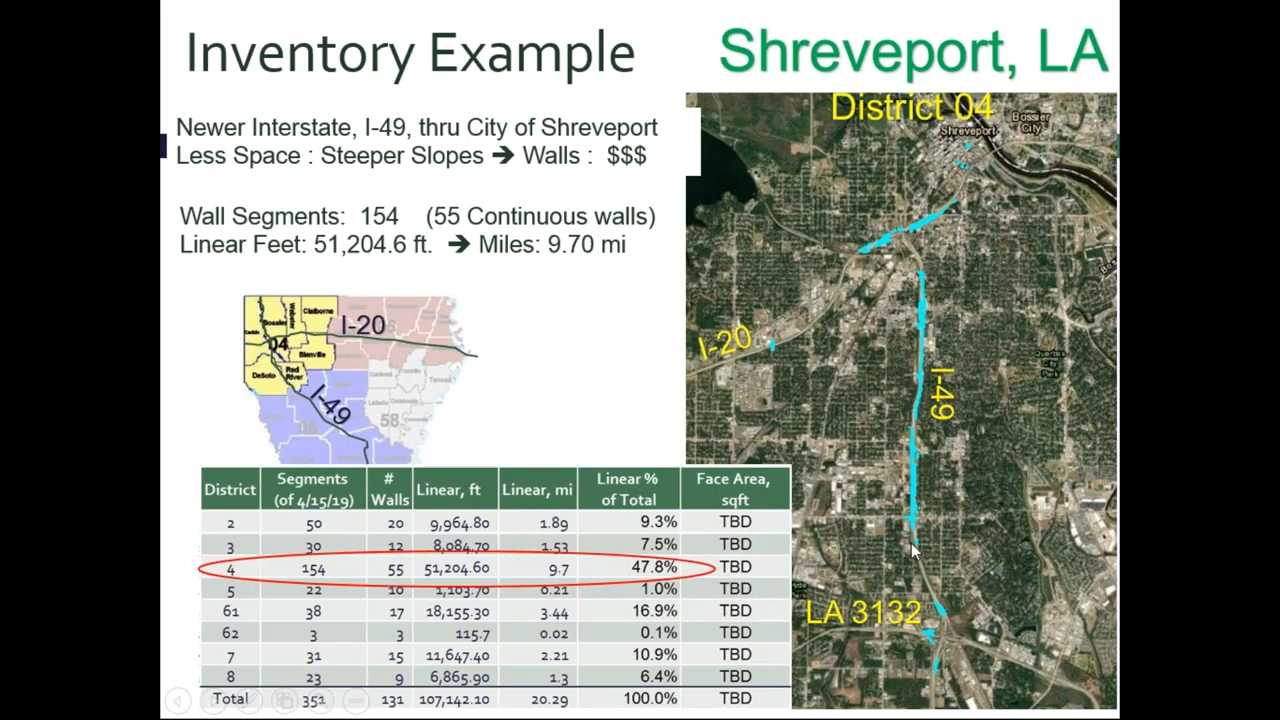 Inventory Example
Shreveport, LA
Newer Interstate, I-49, thru City of Shreveport
Less Space : Steeper Slopes ➔ Walls : $$$
Wall Segments: 154 (55 Continuous walls)
Linear Feet: 51,204.6 ft. ➔ Miles: 9.70 mi
District 04
Shreveport
Bossier
City
I-20
I-49
LA 3132
Claiborne
Webster
Bossier
04
Bienville
DeSoto
Red
River
I-20
I-49
58
District Segments (of 4/15/19) # Walls Linear, ft Linear, mi Linear % of Total Face Area, sqft
2 50 20 9,964.80 1.89 9.3% TBD
3 30 12 8,084.70 1.53 7.5% TBD
4 154 55 51,204.60 9.7 47.8% TBD
5 22 10 1,103.70 0.21 1.0% TBD
61 38 17 18,155.30 3.44 16.9% TBD
62 3 3 115.7 0.02 0.1% TBD
7 31 15 11,647.40 2.21 10.9% TBD
8 23 9 6,865.90 1.3 6.4% TBD
Total 351 131 107,142.10 20.29 100.0% TBD